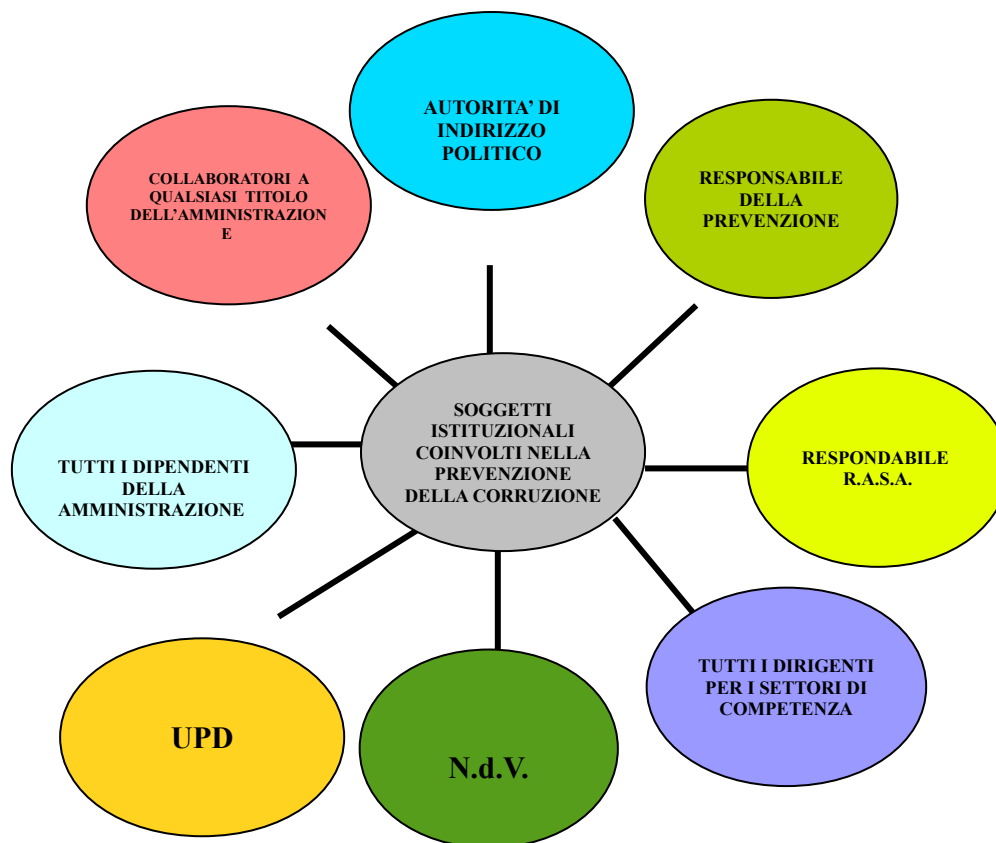 AUTORITA’ DI
INDIRIZZO
POLITICO
COLLABORATORI A
QUALSIASI TITOLO
DELL’AMMINISTRAZION
E
RESPONSABILE
DELLA
PREVENZIONE
SOGGETTI
ISTITUZIONALI
COINVOLTI NELLA
PREVENZIONE
DELLA CORRUZIONE
TUTTI I DIPENDENTI
DELLA
AMMINISTRAZIONE
RESPONDABILE
R.A.S.A.
UPD
N.d.V.
TUTTI I DIRIGENTI
PER I SETTORI DI
COMPETENZA